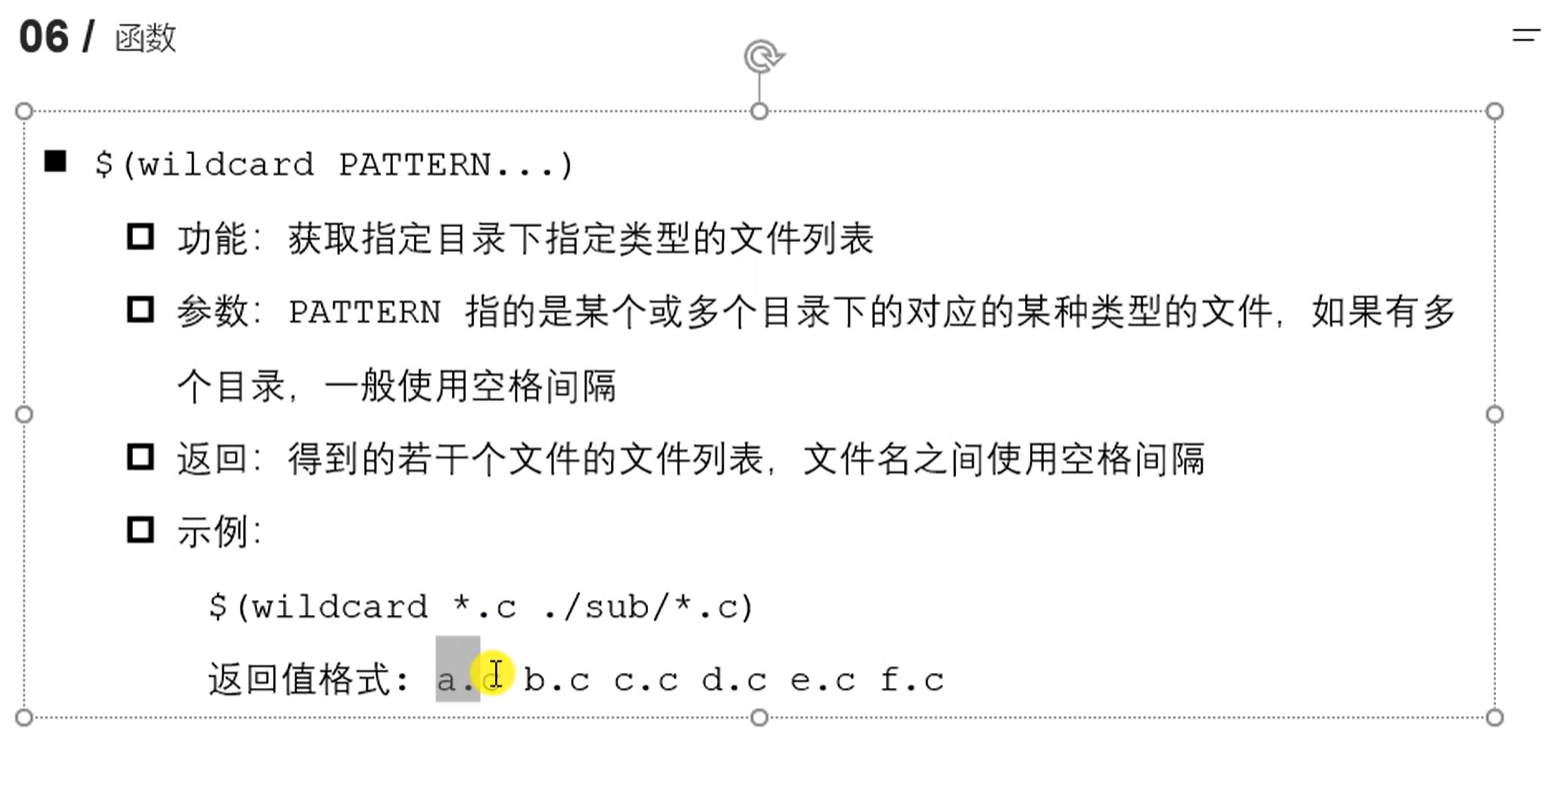 06 / 函数
$(wildcard PATTERN...)
功能：获取指定目录下指定类型的文件列表
参数：PATTERN 指的是某个或多个目录下的对应的某种类型的文件，如果有多
个目录，一般使用空格间隔
返回：得到的若干个文件的文件列表，文件名之间使用空格间隔
示例：
$(wildcard *.c ./sub/*.c)
返回值格式: a.c b.c c.c d.c e.c f.c